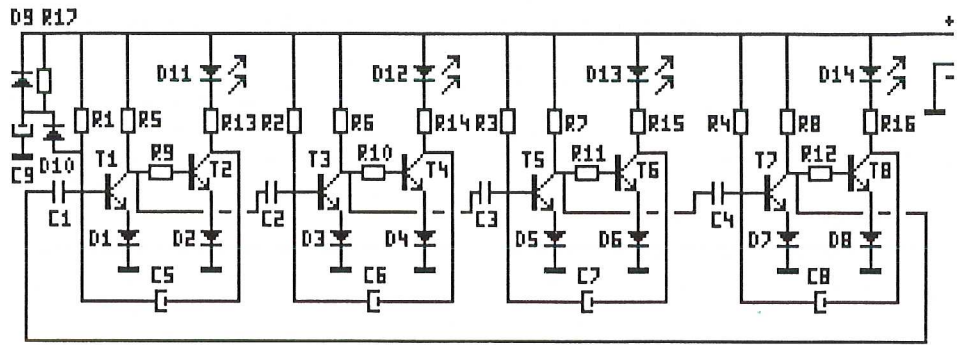 D9 R17
+
D11 D12 D13 D14
-
R1 R5 R13 R2 R6 R14 R3 R7 R15 R4 R8 R16
C9 D10 T1 R9 T2 T3 R10 T4 T5 R11 T6 T7 R12 T8
C1 C2 C3 C4
D1 D2 D3 D4 D5 D6 D7 D8
C5 C6 C7 C8